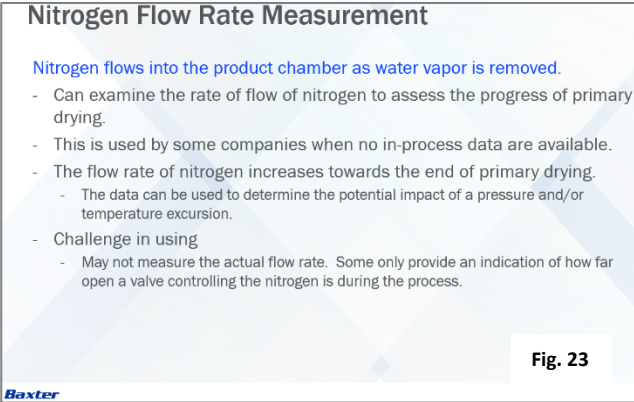 Nitrogen Flow Rate Measurement
Nitrogen flows into the product chamber as water vapor is removed.
- Can examine the rate of flow of nitrogen to assess the progress of primary
drying.
- This is used by some companies when no in-process data are available.
- The flow rate of nitrogen increases towards the end of primary drying.
- The data can be used to determine the potential impact of a pressure and/or
temperature excursion.
- Challenge in using
- May not measure the actual flow rate. Some only provide an indication of how far
open a valve controlling the nitrogen is during the process.
Fig. 23
Baxter